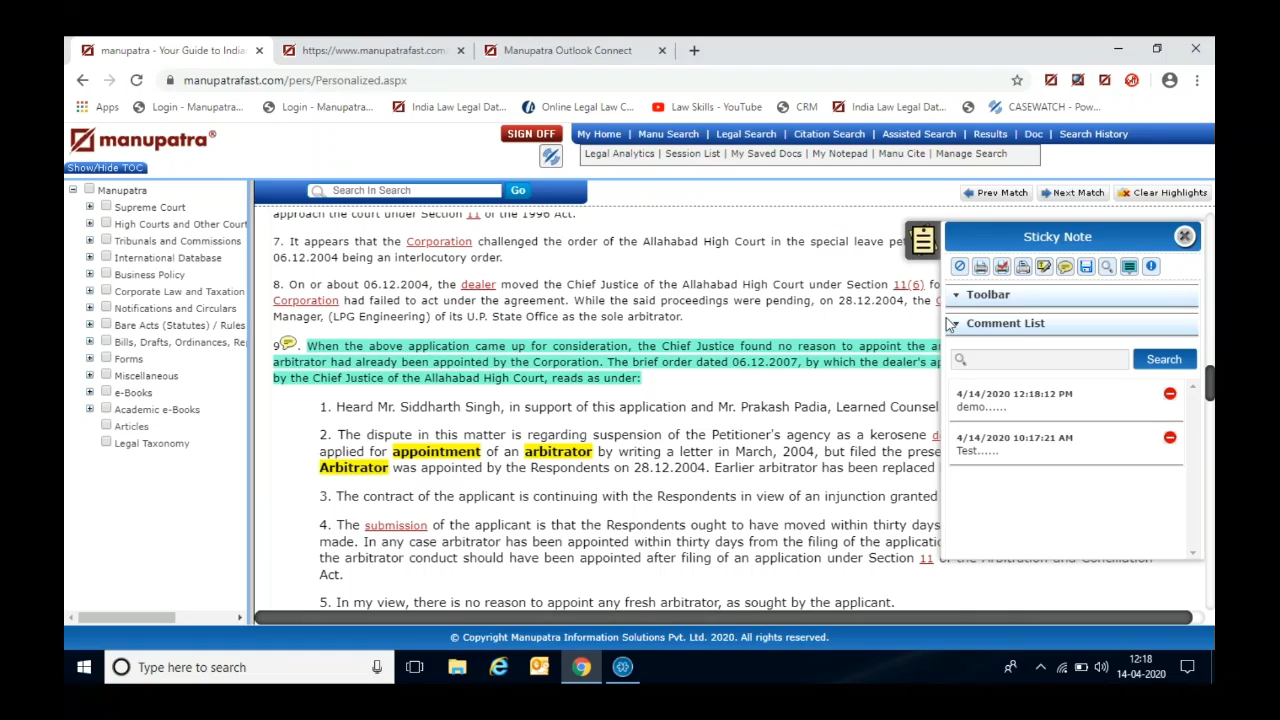 manupatra - Your Guide to India
https://www.manupatrafast.com
Manupatra Outlook Connect
manupatrafast.com/pers/Personalized.aspx
Apps
Login - Manupatra...
Login - Manupatra...
India Law Legal Dat...
Online Legal Law C...
Law Skills - YouTube
CRM
India Law Legal Dat...
CASEWATCH - Pow...
manupatra®
SIGN OFF
My Home | Manu Search | Legal Search | Citation Search | Assisted Search | Results | Doc | Search History
Legal Analytics | Session List | My Saved Docs | My Notepad | Manu Cite | Manage Search
Show/Hide TOC
Manupatra
Supreme Court
High Courts and Other Court
Tribunals and Commissions
International Database
Business Policy
Corporate Law and Taxation
Notifications and Circulars
Bare Acts (Statutes) / Rules
Bills, Drafts, Ordinances, Re
Forms
Miscellaneous
e-Books
Academic e-Books
Articles
Legal Taxonomy
Search In Search
Go
Prev Match
Next Match
Clear Highlights
approach the court under Section 11 of the 1996 Act.
7. It appears that the Corporation challenged the order of the Allahabad High Court in the special leave pet
06.12.2004 being an interlocutory order.
8. On or about 06.12.2004, the dealer moved the Chief Justice of the Allahabad High Court under Section 11(6) fo
Corporation had failed to act under the agreement. While the said proceedings were pending, on 28.12.2004, the
Manager, (LPG Engineering) of its U.P. State Office as the sole arbitrator.
9. When the above application came up for consideration, the Chief Justice found no reason to appoint the ar
arbitrator had already been appointed by the Corporation. The brief order dated 06.12.2007, by which the dealer's ap
by the Chief Justice of the Allahabad High Court, reads as under:
1. Heard Mr. Siddharth Singh, in support of this application and Mr. Prakash Padia, Learned Counsel
2. The dispute in this matter is regarding suspension of the Petitioner's agency as a kerosene d
applied for appointment of an arbitrator by writing a letter in March, 2004, but filed the prese
Arbitrator was appointed by the Respondents on 28.12.2004. Earlier arbitrator has been replaced
3. The contract of the applicant is continuing with the Respondents in view of an injunction granted
4. The submission of the applicant is that the Respondents ought to have moved within thirty days
made. In any case arbitrator has been appointed within thirty days from the filing of the applicatio
the arbitrator conduct should have been appointed after filing of an application under Section 11 of the Arbitration and Conciliation
Act.
5. In my view, there is no reason to appoint any fresh arbitrator, as sought by the applicant.
Sticky Note
Toolbar
Comment List
Search
4/14/2020 12:18:12 PM
demo......
4/14/2020 10:17:21 AM
Test......
© Copyright Manupatra Information Solutions Pvt. Ltd. 2020. All rights reserved.
Type here to search
12:18
14-04-2020